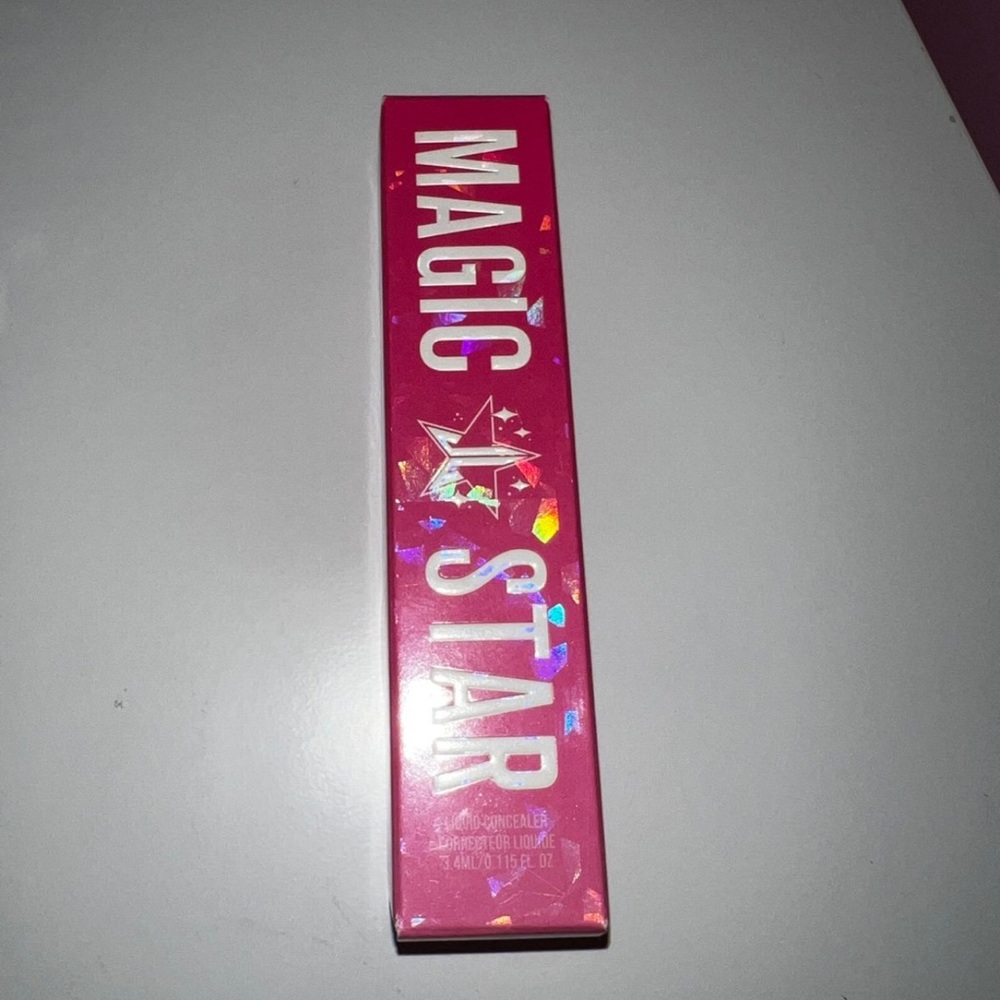 MAGIC STAR
LIQUID CONCEALER
CORRECTEUR LIQUIDE
3.4ML/0.115 FL. OZ